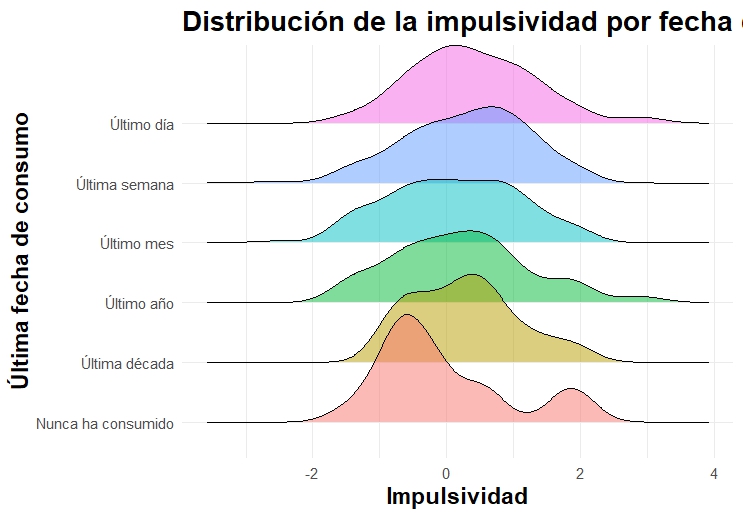 Distribución de la impulsividad por fecha
Última fecha de consumo
Último día
Última semana
Último mes
Último año
Última década
Nunca ha consumido
-2 0 2 4
Impulsividad